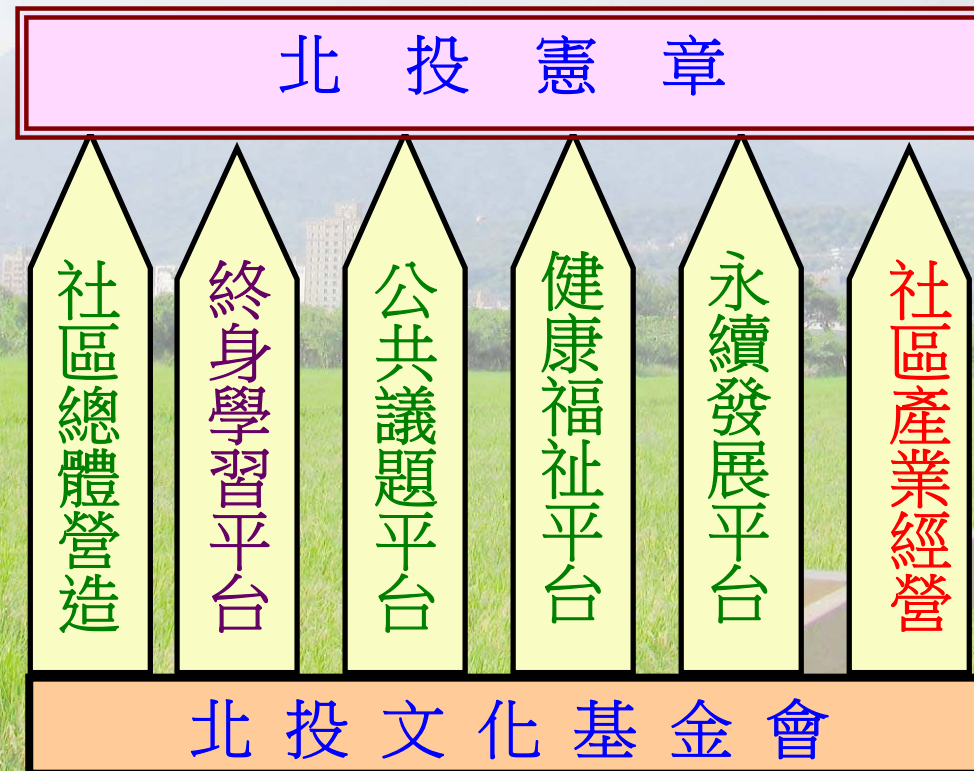 北投憲章
社區總體營造
終身學習平台
公共議題平台
健康福祉平台
永續發展平台
社區產業經營
北投文化基金會